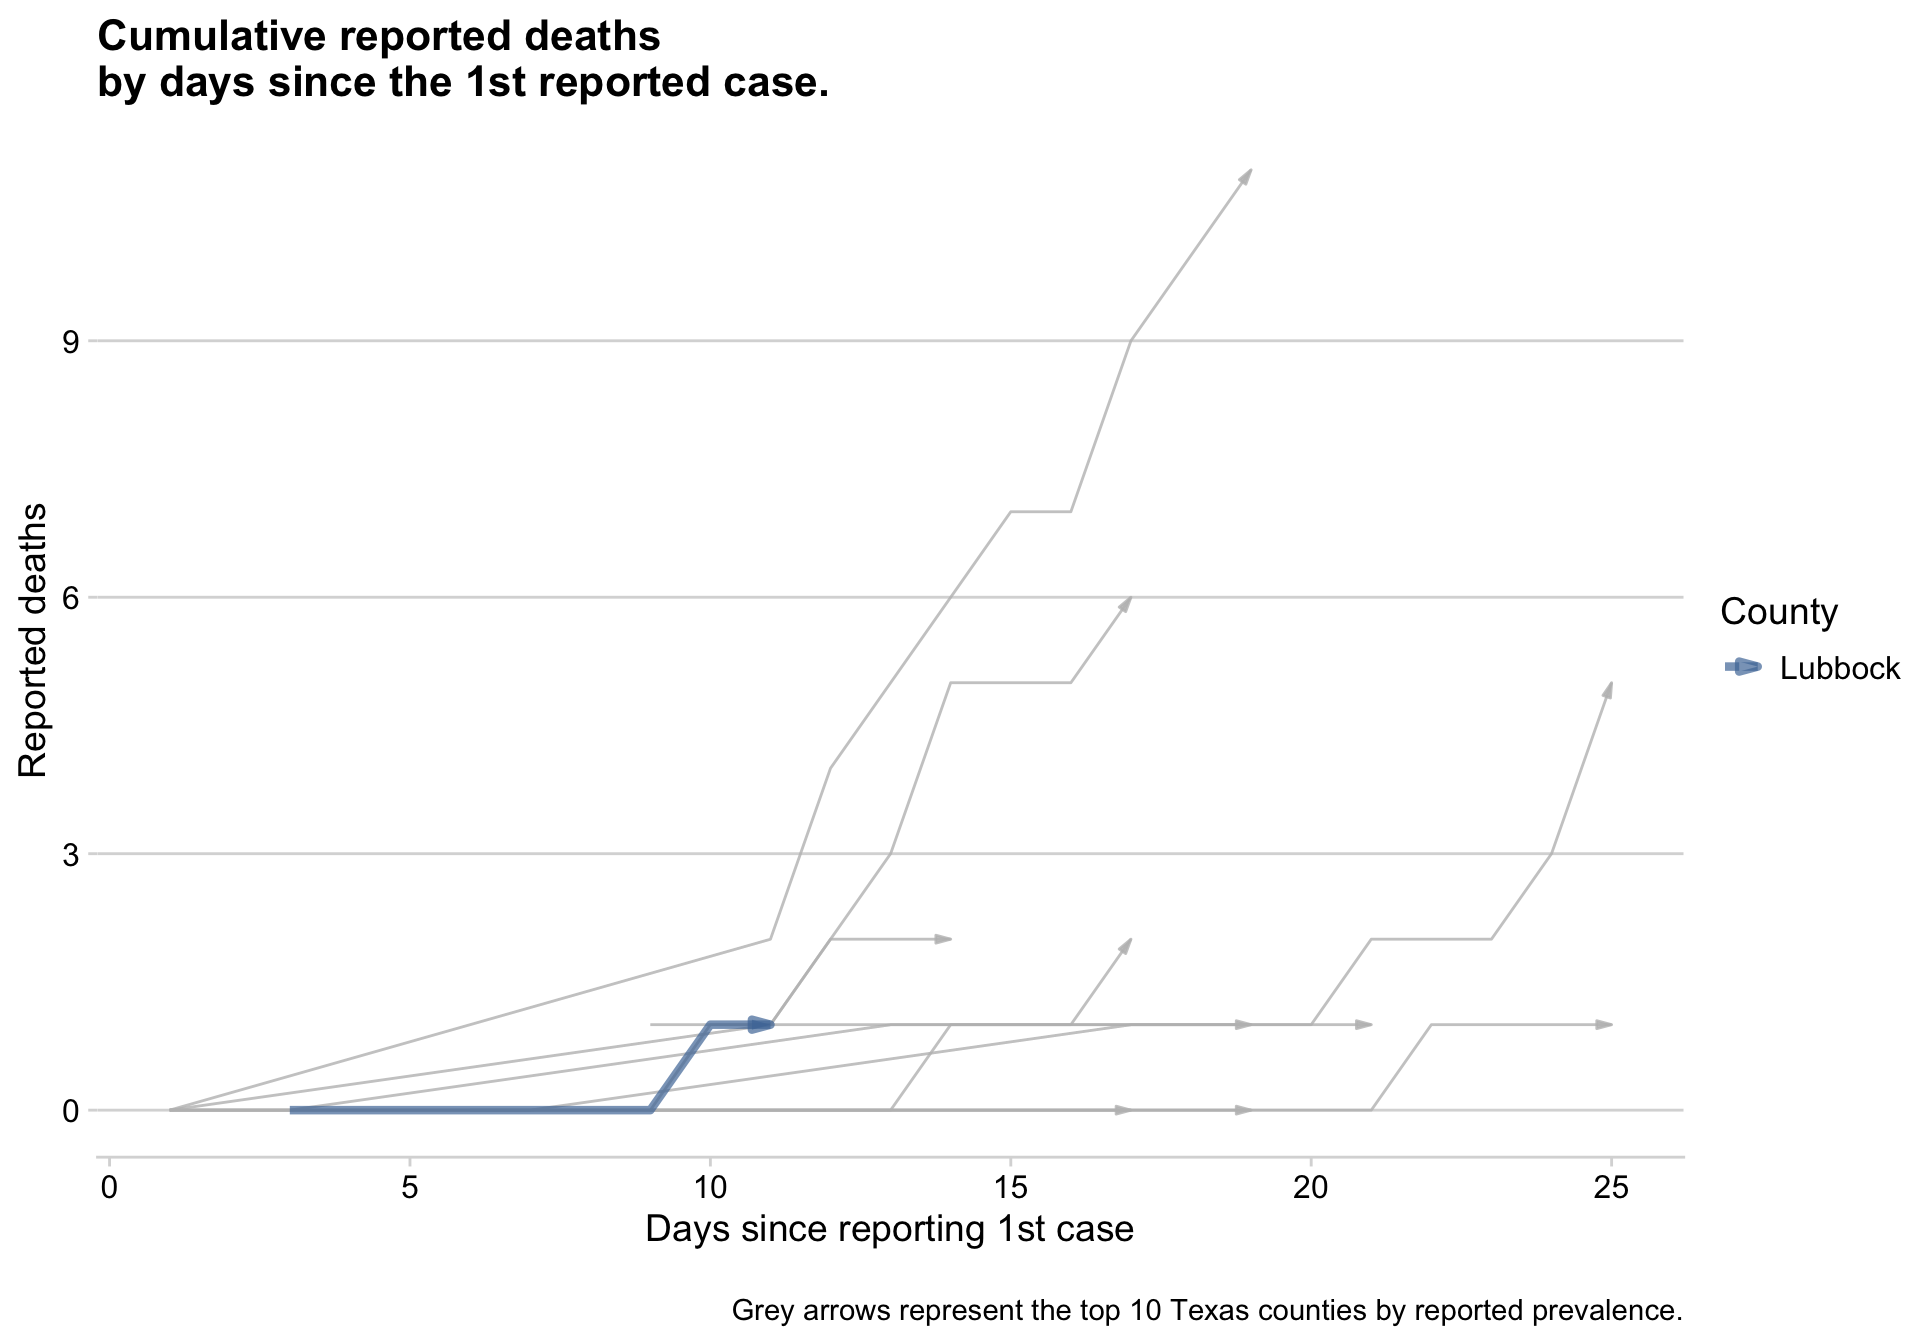 Cumulative reported deaths
by days since the 1st reported case.
Reported deaths
9
6
3
0
0 5 10 15 20 25
Days since reporting 1st case
County
Lubbock
Grey arrows represent the top 10 Texas counties by reported prevalence.